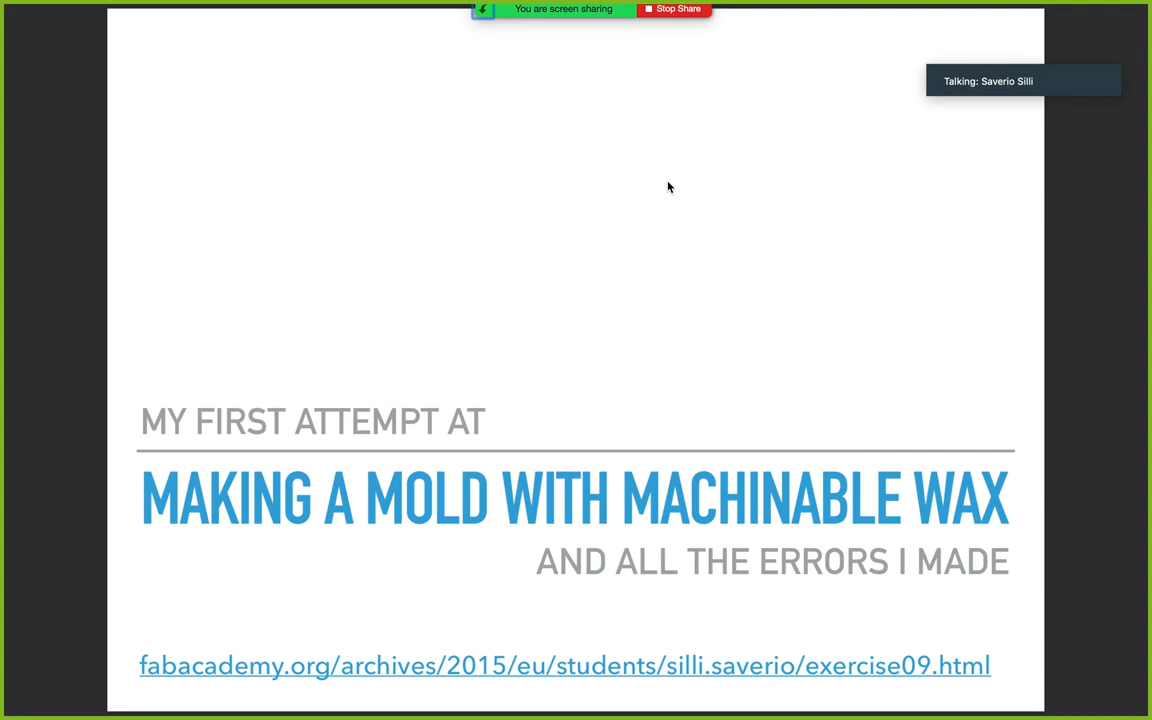 You are screen sharing
Stop Share
Talking: Saverio Silli
MY FIRST ATTEMPT AT
MAKING A MOLD WITH MACHINABLE WAX
AND ALL THE ERRORS I MADE
fabacademy.org/archives/2015/eu/students/silli.saverio/exercise09.html